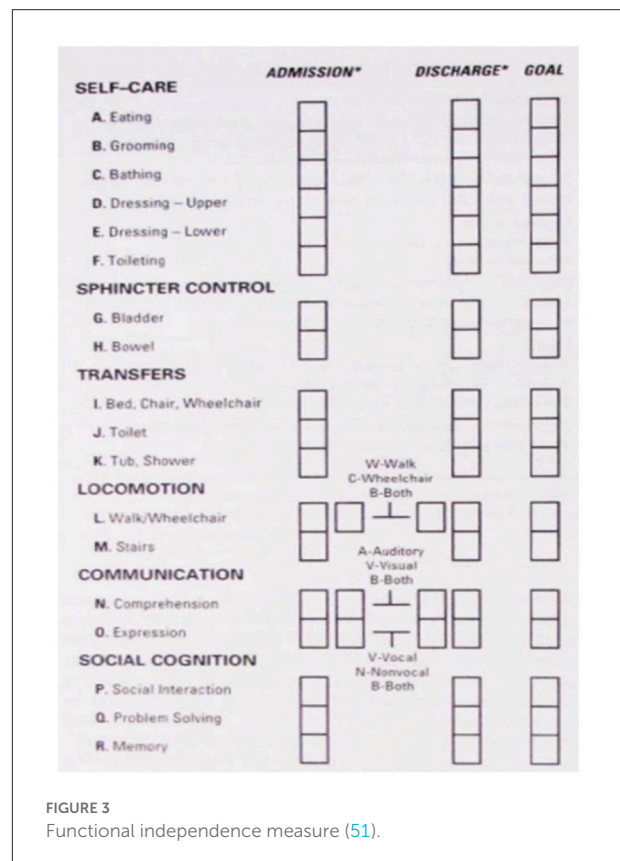 ADMISSION* DISCHARGE* GOAL
SELF–CARE
A. Eating
B. Grooming
C. Bathing
D. Dressing – Upper
E. Dressing – Lower
F. Toileting
SPHINCTER CONTROL
G. Bladder
H. Bowel
TRANSFERS
I. Bed, Chair, Wheelchair
J. Toilet
K. Tub, Shower
W-Walk
C-Wheelchair
B-Both
LOCOMOTION
L. Walk/Wheelchair
M. Stairs
A-Auditory
V-Visual
B-Both
COMMUNICATION
N. Comprehension
O. Expression
V-Vocal
N-Nonvocal
B-Both
SOCIAL COGNITION
P. Social Interaction
Q. Problem Solving
R. Memory
FIGURE 3
Functional independence measure (51).